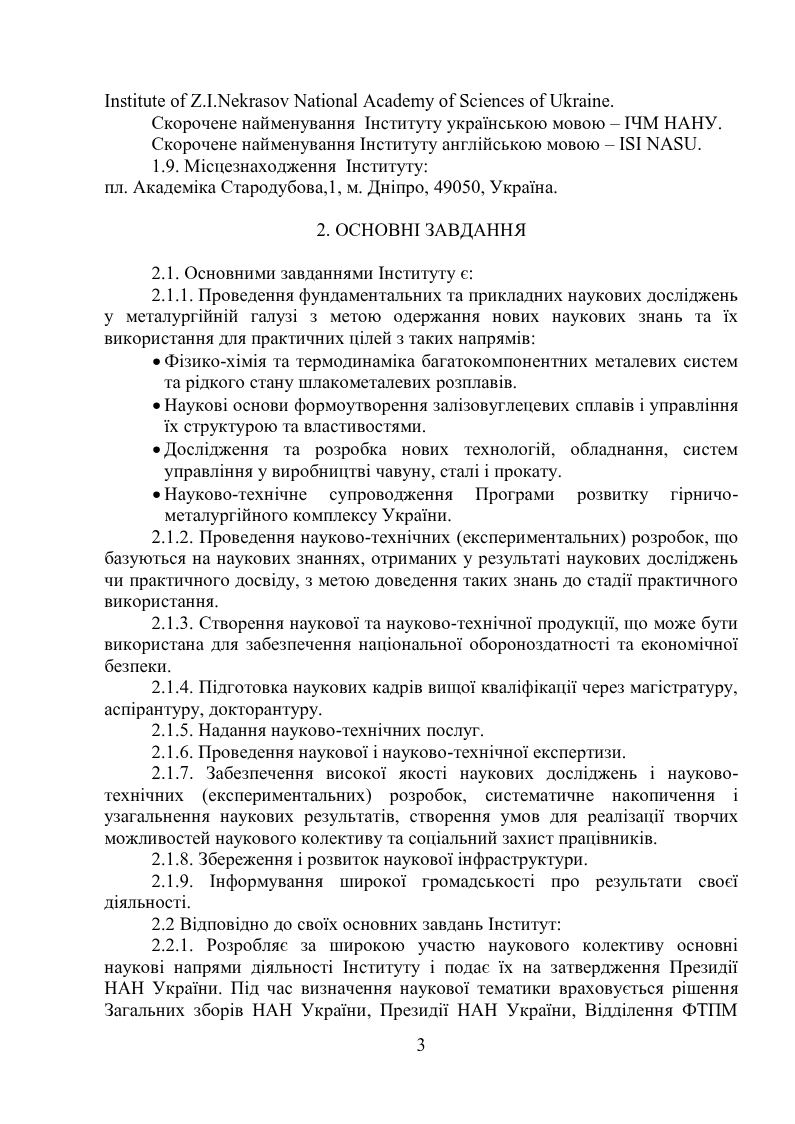 Institute of Z.I.Nekrasov National Academy of Sciences of Ukraine.
Скорочене найменування Інституту українською мовою – ІЧМ НАНУ.
Скорочене найменування Інституту англійською мовою – ISI NASU.
1.9. Місцезнаходження Інституту:
пл. Академіка Стародубова,1, м. Дніпро, 49050, Україна.
2. ОСНОВНІ ЗАВДАННЯ
2.1. Основними завданнями Інституту є:
2.1.1. Проведення фундаментальних та прикладних наукових досліджень
у металургійній галузі з метою одержання нових наукових знань та їх
використання для практичних цілей з таких напрямів:
• Фізико-хімія та термодинаміка багатокомпонентних металевих систем
та рідкого стану шлакометалевих розплавів.
• Наукові основи формоутворення залізовуглецевих сплавів і управління
їх структурою та властивостями.
• Дослідження та розробка нових технологій, обладнання, систем
управління у виробництві чавуну, сталі і прокату.
• Науково-технічне супроводження Програми розвитку гірничо-
металургійного комплексу України.
2.1.2. Проведення науково-технічних (експериментальних) розробок, що
базуються на наукових знаннях, отриманих у результаті наукових досліджень
чи практичного досвіду, з метою доведення таких знань до стадії практичного
використання.
2.1.3. Створення наукової та науково-технічної продукції, що може бути
використана для забезпечення національної обороноздатності та економічної
безпеки.
2.1.4. Підготовка наукових кадрів вищої кваліфікації через магістратуру,
аспірантуру, докторантуру.
2.1.5. Надання науково-технічних послуг.
2.1.6. Проведення наукової і науково-технічної експертизи.
2.1.7. Забезпечення високої якості наукових досліджень і науково-
технічних (експериментальних) розробок, систематичне накопичення і
узагальнення наукових результатів, створення умов для реалізації творчих
можливостей наукового колективу та соціальний захист працівників.
2.1.8. Збереження і розвиток наукової інфраструктури.
2.1.9. Інформування широкої громадськості про результати своєї
діяльності.
2.2 Відповідно до своїх основних завдань Інститут:
2.2.1. Розробляє за широкою участю наукового колективу основні
наукові напрями діяльності Інституту і подає їх на затвердження Президії
НАН України. Під час визначення наукової тематики враховується рішення
Загальних зборів НАН України, Президії НАН України, Відділення ФТПМ
3